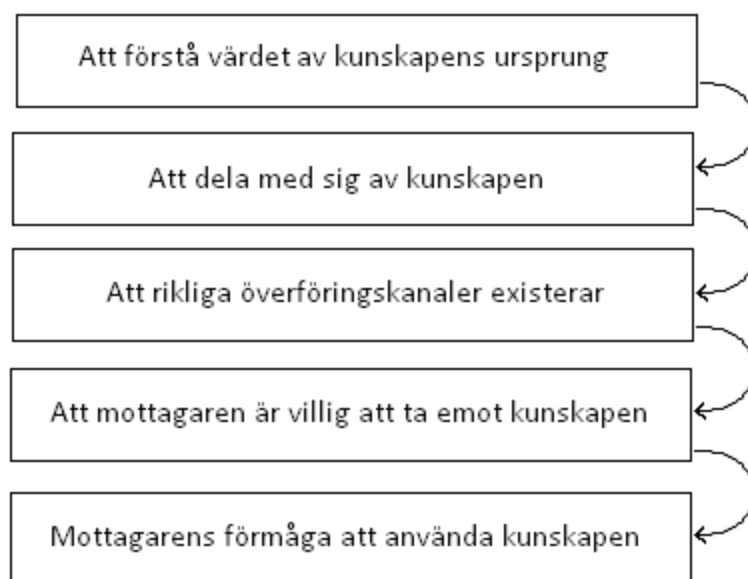 Att förstå värdet av kunskapens ursprung
Att dela med sig av kunskapen
Att rikliga överföringskanaler existerar
Att mottagaren är villig att ta emot kunskapen
Mottagarens förmåga att använda kunskapen